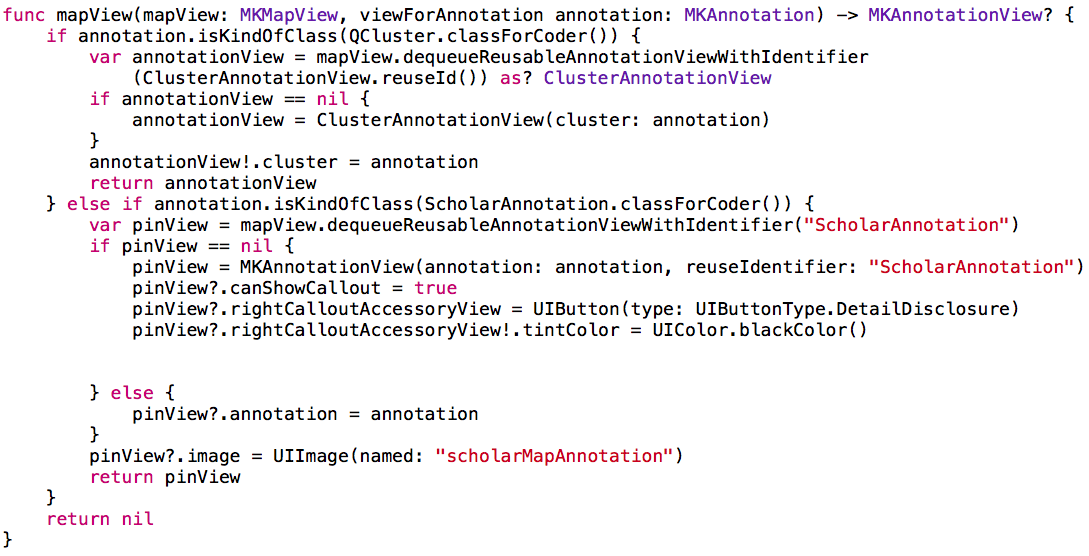 func mapView(mapView: MKMapView, viewForAnnotation annotation: MKAnnotation) -> MKAnnotationView? {
    if annotation.isKindOfClass(QCluster.classForCoder()) {
        var annotationView = mapView.dequeueReusableAnnotationViewWithIdentifier
            (ClusterAnnotationView.reuseId()) as? ClusterAnnotationView
        if annotationView == nil {
            annotationView = ClusterAnnotationView(cluster: annotation)
        }
        annotationView!.cluster = annotation
        return annotationView
    } else if annotation.isKindOfClass(ScholarAnnotation.classForCoder()) {
        var pinView = mapView.dequeueReusableAnnotationViewWithIdentifier("ScholarAnnotation")
        if pinView == nil {
            pinView = MKAnnotationView(annotation: annotation, reuseIdentifier: "ScholarAnnotation")
            pinView?.canShowCallout = true
            pinView?.rightCalloutAccessoryView = UIButton(type: UIButtonType.DetailDisclosure)
            pinView?.rightCalloutAccessoryView!.tintColor = UIColor.blackColor()


        } else {
            pinView?.annotation = annotation
        }
        pinView?.image = UIImage(named: "scholarMapAnnotation")
        return pinView
    }
    return nil
}